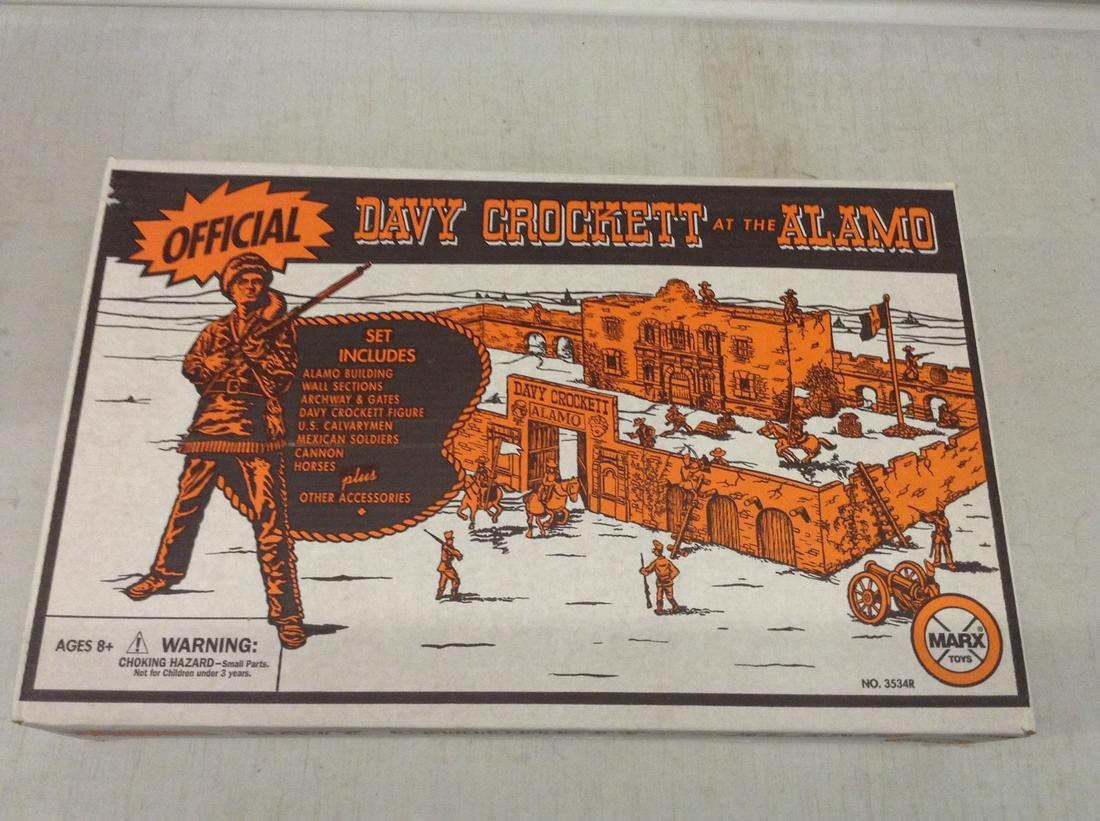 OFFICIAL
DAVY CROCKETT AT THE ALAMO
SET
INCLUDES
ALAMO BUILDING
WALL SECTIONS
ARCHWAY & GATES
DAVY CROCKETT FIGURE
U.S. CALVARYMEN
MEXICAN SOLDIERS
CANNON
HORSES
plus
OTHER ACCESSORIES
DAVY CROCKETT
ALAMO
AGES 8+ WARNING:
CHOKING HAZARD–Small Parts.
Not for Children under 3 years.
MARX®
TOYS
NO. 3534R